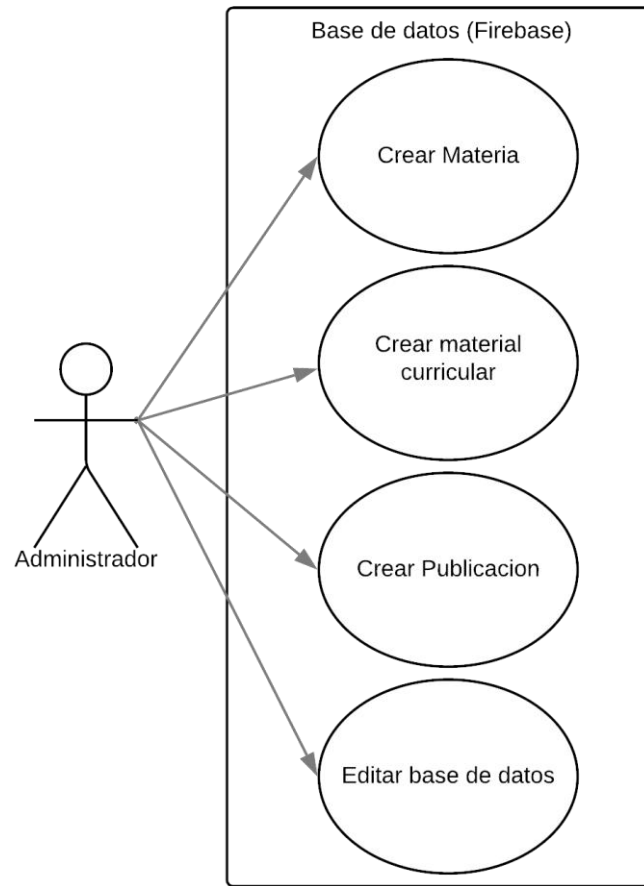 Base de datos (Firebase)
Crear Materia
Crear material
curricular
Administrador
Crear Publicacion
Editar base de datos